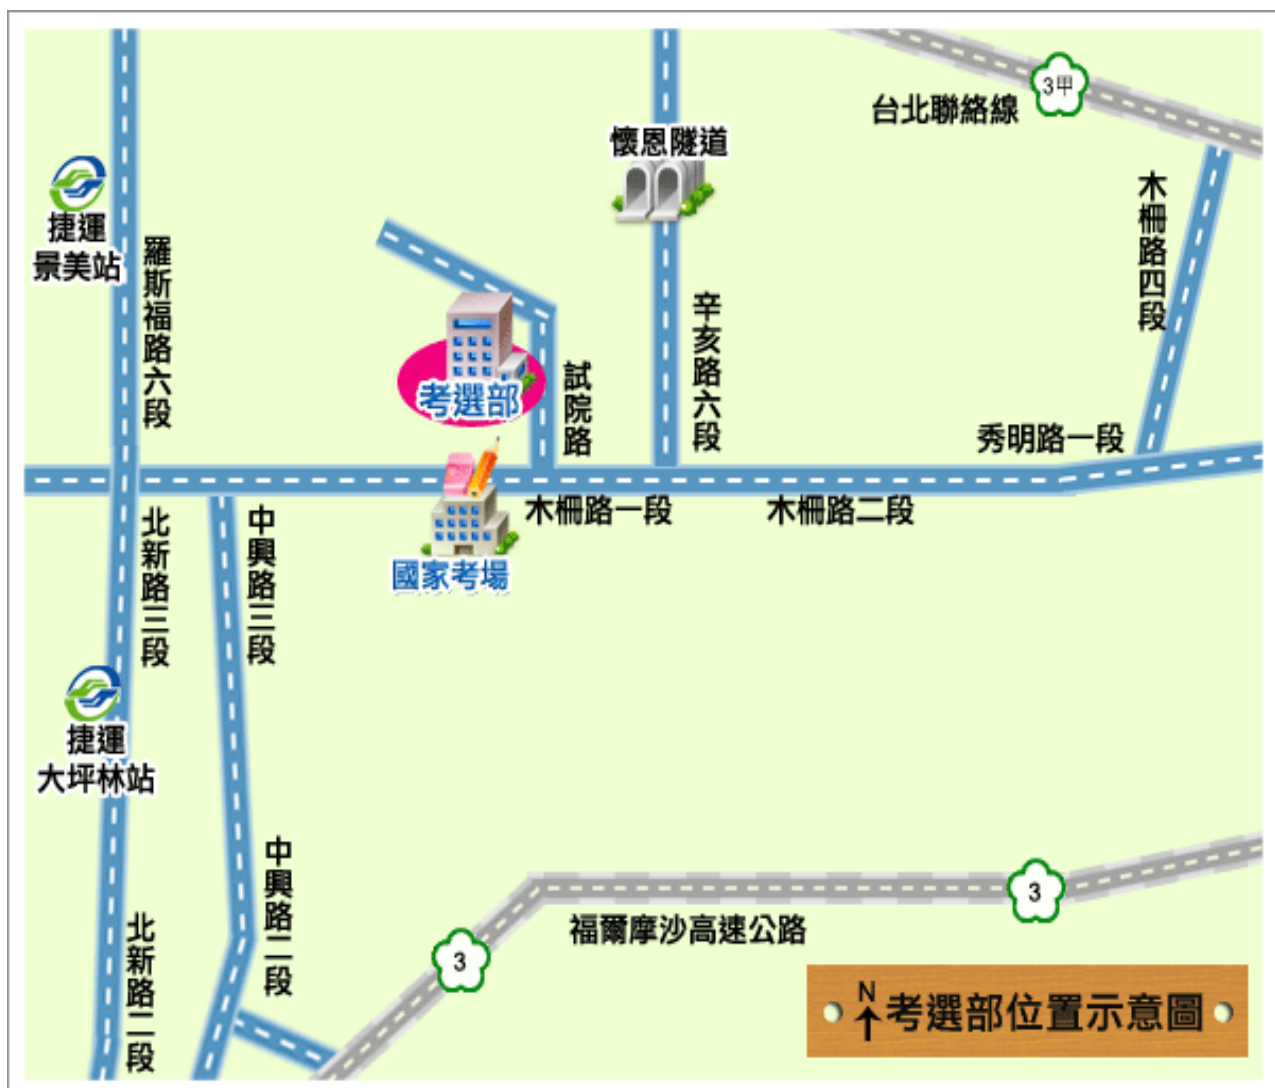 3甲
台北聯絡線
懷恩隧道
捷運
景美站
木柵路四段
羅斯福路六段
辛亥路六段
試院路
考選部
秀明路一段
木柵路一段
木柵路二段
北新路三段
中興路三段
國家考場
捷運
大坪林站
中興路二段
3
福爾摩沙高速公路
北新路二段
3
N
考選部位置示意圖